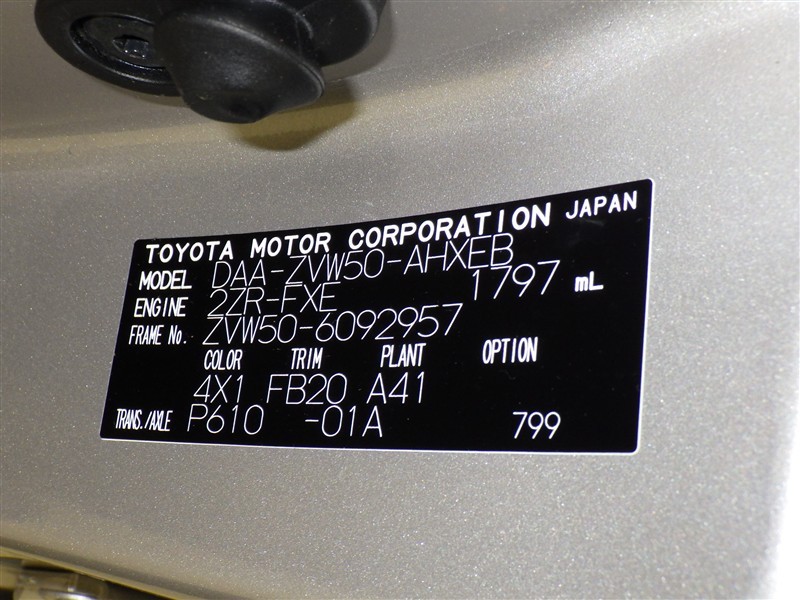 TOYOTA MOTOR CORPORATION JAPAN
MODEL DAA-ZVW50-AHXEB
ENGINE 2ZR-FXE 1797 mL
FRAME No. ZVW50-6092957
COLOR TRIM PLANT OPTION
4X1 FB20 A41
TRANS./AXLE P610 -01A 799